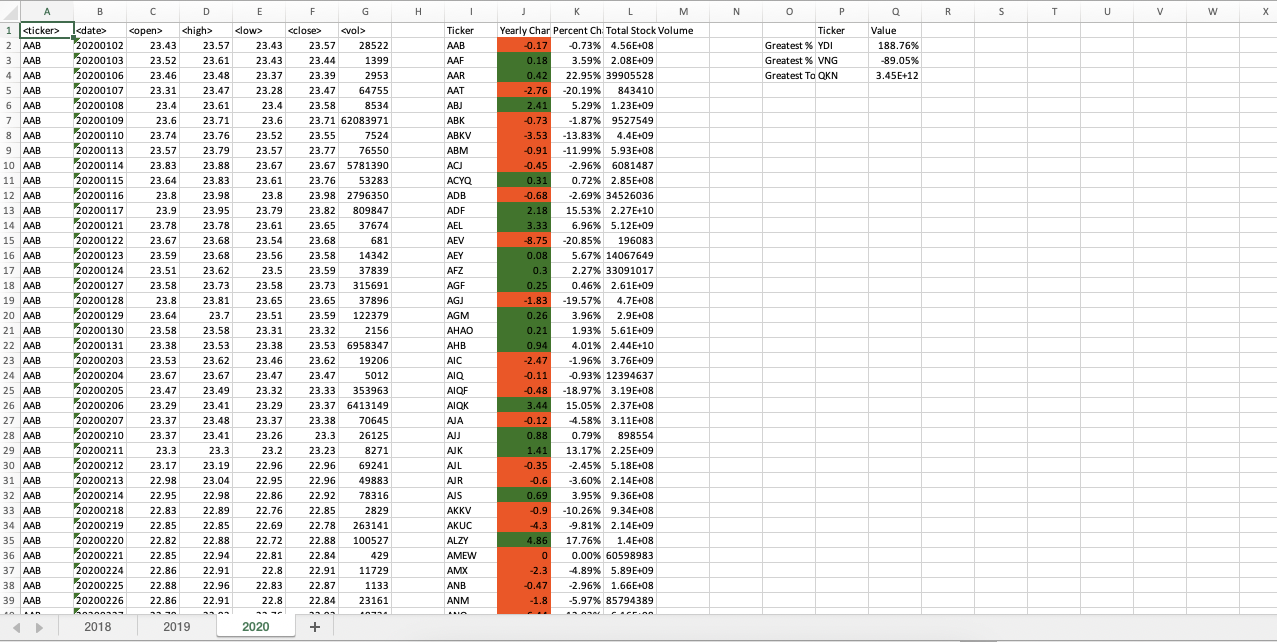 A B C D E F G H I J K L M N O P Q R S T U V W X
1 <ticker> <date> <open> <high> <low> <close> <vol> Ticker Yearly Char Percent Ch Total Stock Volume Ticker Value
2 AAB 20200102 23.43 23.57 23.43 23.57 28522 AAB -0.17 -0.73% 4.56E+08 Greatest % YDI 188.76%
3 AAB 20200103 23.52 23.61 23.43 23.44 1399 AAF 0.18 3.59% 2.08E+09 Greatest % VNG -89.05%
4 AAB 20200106 23.46 23.48 23.37 23.39 2953 AAR 0.42 22.95% 39905528 Greatest To QKN 3.45E+12
5 AAB 20200107 23.31 23.47 23.28 23.47 64755 AAT -2.76 -20.19% 843410
6 AAB 20200108 23.4 23.61 23.4 23.58 8534 ABJ 2.41 5.29% 1.23E+09
7 AAB 20200109 23.6 23.71 23.6 23.71 62083971 ABK -0.73 -1.87% 9527549
8 AAB 20200110 23.74 23.76 23.52 23.55 7524 ABKV -3.53 -13.83% 4.4E+09
9 AAB 20200113 23.57 23.79 23.57 23.77 76550 ABM -0.91 -11.99% 5.93E+08
10 AAB 20200114 23.83 23.88 23.67 23.67 5781390 ACJ -0.45 -2.96% 6081487
11 AAB 20200115 23.64 23.83 23.61 23.76 53283 ACYQ 0.31 0.72% 2.85E+08
12 AAB 20200116 23.8 23.98 23.8 23.98 2796350 ADB -0.68 -2.69% 34526036
13 AAB 20200117 23.9 23.95 23.79 23.82 809847 ADF 2.18 15.53% 2.27E+10
14 AAB 20200121 23.78 23.78 23.61 23.65 37674 AEL 3.33 6.96% 5.12E+09
15 AAB 20200122 23.67 23.68 23.54 23.68 681 AEV -8.75 -20.85% 196083
16 AAB 20200123 23.59 23.68 23.56 23.58 14342 AEY 0.08 5.67% 14067649
17 AAB 20200124 23.51 23.62 23.5 23.59 37839 AFZ 0.3 2.27% 33091017
18 AAB 20200127 23.58 23.73 23.58 23.73 315691 AGF 0.25 0.46% 2.61E+09
19 AAB 20200128 23.8 23.81 23.65 23.65 37896 AGJ -1.83 -19.57% 4.7E+08
20 AAB 20200129 23.64 23.7 23.51 23.59 122379 AGM 0.26 3.96% 2.9E+08
21 AAB 20200130 23.58 23.58 23.31 23.32 2156 AHAO 0.21 1.93% 5.61E+09
22 AAB 20200131 23.38 23.53 23.38 23.53 6958347 AHB 0.94 4.01% 2.44E+10
23 AAB 20200203 23.53 23.62 23.46 23.62 19206 AIC -2.47 -1.96% 3.76E+09
24 AAB 20200204 23.67 23.67 23.47 23.47 5012 AIQ -0.11 -0.93% 12394637
25 AAB 20200205 23.47 23.49 23.32 23.33 353963 AIQF -0.48 -18.97% 3.19E+08
26 AAB 20200206 23.29 23.41 23.29 23.37 6413149 AIQK 3.44 15.05% 2.37E+08
27 AAB 20200207 23.37 23.48 23.37 23.38 70645 AJA -0.12 -4.58% 3.11E+08
28 AAB 20200210 23.37 23.41 23.26 23.3 26125 AJJ 0.88 0.79% 898554
29 AAB 20200211 23.3 23.3 23.2 23.23 8271 AJK 1.41 13.17% 2.25E+09
30 AAB 20200212 23.17 23.19 22.96 22.96 69241 AJL -0.35 -2.45% 5.18E+08
31 AAB 20200213 22.98 23.04 22.95 22.96 49883 AJR -0.6 -3.60% 2.14E+08
32 AAB 20200214 22.95 22.98 22.86 22.92 78316 AJS 0.69 3.95% 9.36E+08
33 AAB 20200218 22.83 22.89 22.76 22.85 2829 AKKV -0.9 -10.26% 9.34E+08
34 AAB 20200219 22.85 22.85 22.69 22.78 263141 AKUC -4.3 -9.81% 2.14E+09
35 AAB 20200220 22.82 22.88 22.72 22.88 100527 ALZY 4.86 17.76% 1.4E+08
36 AAB 20200221 22.85 22.94 22.81 22.84 429 AMEW 0 0.00% 60598983
37 AAB 20200224 22.86 22.91 22.8 22.91 11729 AMX -2.3 -4.89% 5.89E+09
38 AAB 20200225 22.88 22.96 22.83 22.87 1133 ANB -0.47 -2.96% 1.66E+08
39 AAB 20200226 22.86 22.91 22.8 22.84 23161 ANM -1.8 -5.97% 85794389
2018 2019 2020 +